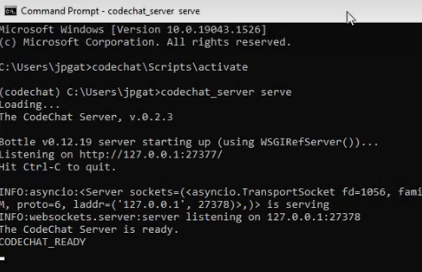 Command Prompt - codechat_server serve
Microsoft Windows [Version 10.0.19043.1526]
(c) Microsoft Corporation. All rights reserved.
C:\Users\jpgat>codechat\Scripts\activate
(codechat) C:\Users\jpgat>codechat_server serve
Loading...
The CodeChat Server, v.0.2.3
Bottle v0.12.19 server starting up (using WSGIRefServer())...
Listening on http://127.0.0.1:27377/
Hit Ctrl-C to quit.
INFO:asyncio:<Server sockets=(<asyncio.TransportSocket fd=1056, fami
M, proto=6, laddr=('127.0.0.1', 27378)>,)> is serving
INFO:websockets.server:server listening on 127.0.0.1:27378
The CodeChat Server is ready.
CODECHAT_READY